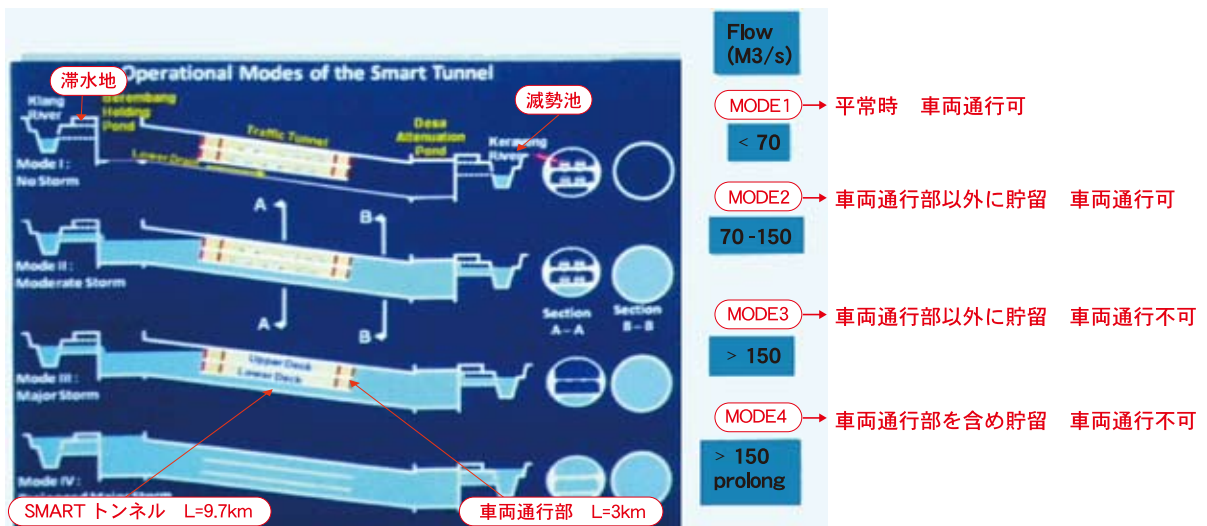 Operational Modes of the Smart Tunnel
滞水地
Klang
River
Berembang
Holding
Pond
Traffic Tunnel
Lower Drain
Desa
Attenuation
Pond
減勢池
Kerayong
River
Mode I :
No Storm
A
B
Mode II :
Moderate Storm
A
B
Section
A – A
Section
B – B
Mode III :
Major Storm
Upper Deck
Lower Deck
Mode IV :
SMART トンネル L=9.7km
車両通行部 L=3km
Flow
(M3/s)
MODE1
平常時 車両通行可
< 70
MODE2
車両通行部以外に貯留 車両通行可
70 -150
MODE3
車両通行部以外に貯留 車両通行不可
> 150
MODE4
車両通行部を含め貯留 車両通行不可
> 150
prolong